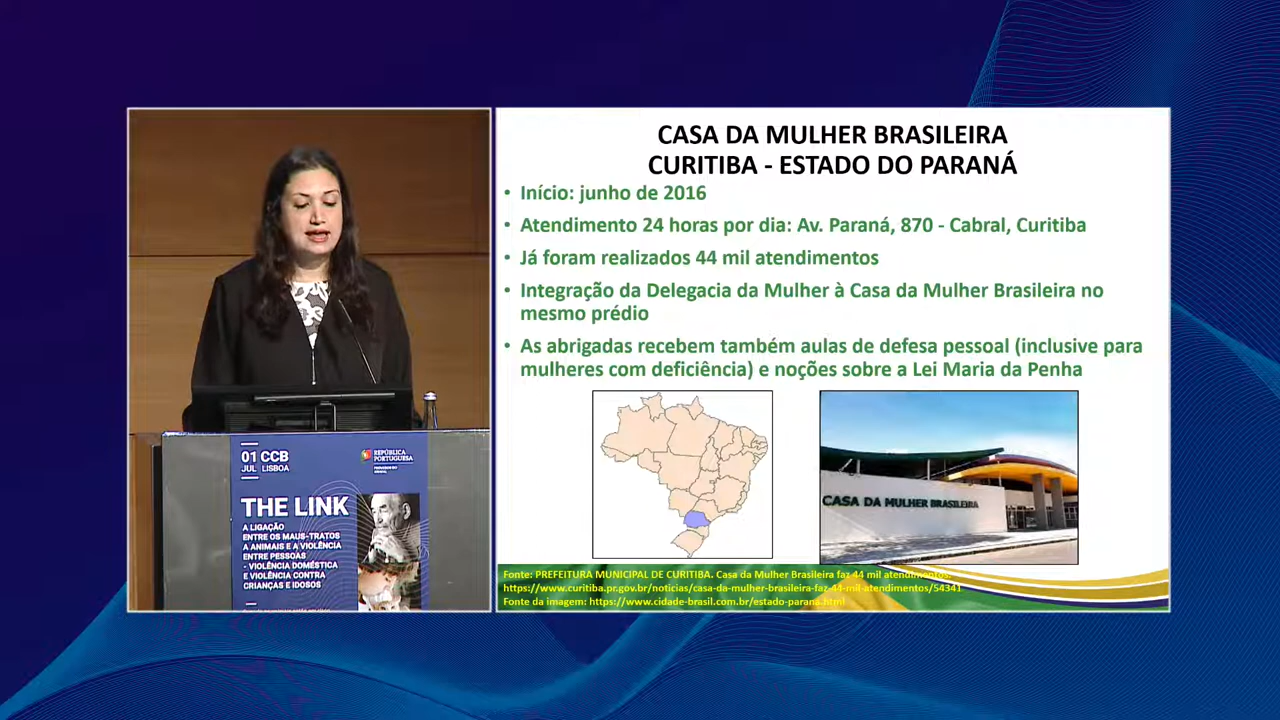 CASA DA MULHER BRASILEIRA
CURITIBA - ESTADO DO PARANÁ
• Início: junho de 2016
• Atendimento 24 horas por dia: Av. Paraná, 870 - Cabral, Curitiba
• Já foram realizados 44 mil atendimentos
• Integração da Delegacia da Mulher à Casa da Mulher Brasileira no
mesmo prédio
• As abrigadas recebem também aulas de defesa pessoal (inclusive para
mulheres com deficiência) e noções sobre a Lei Maria da Penha
CASA DA MULHER BRASILEIRA
Fonte: PREFEITURA MUNICIPAL DE CURITIBA. Casa da Mulher Brasileira faz 44 mil atendimentos.
https://www.curitiba.pr.gov.br/noticias/casa-da-mulher-brasileira-faz-44-mil-atendimentos/54341
Fonte da imagem: https://www.cidade-brasil.com.br/estado-parana.html
01 CCB
JUL LISBOA
REPÚBLICA
PORTUGUESA
THE LINK
A LIGAÇÃO
ENTRE OS MAUS-TRATOS
A ANIMAIS E A VIOLÊNCIA
ENTRE PESSOAS
- VIOLÊNCIA DOMÉSTICA
E VIOLÊNCIA CONTRA
CRIANÇAS E IDOSOS